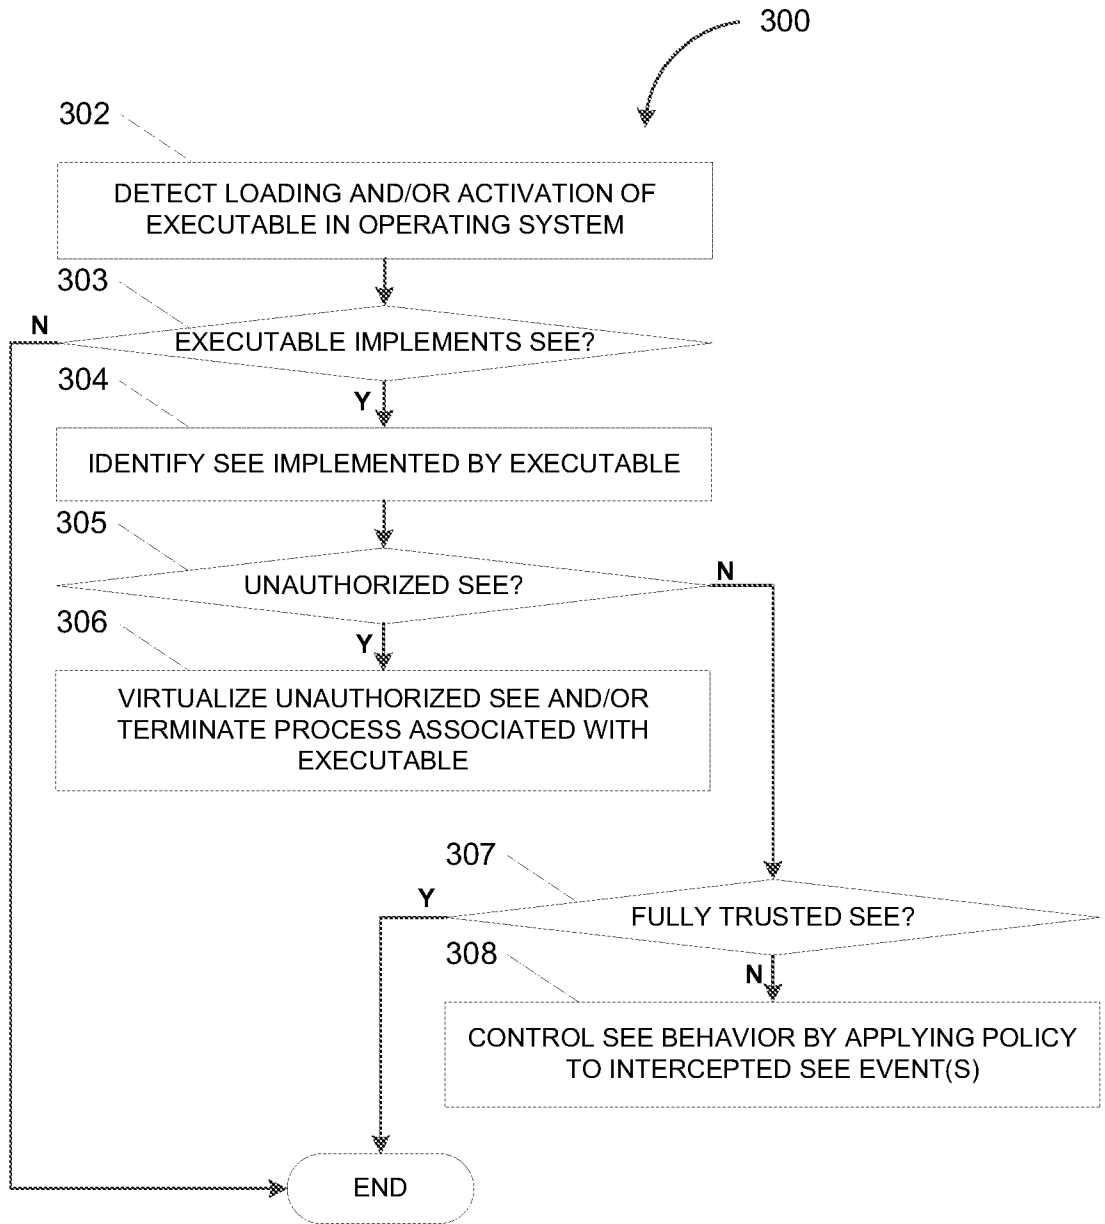 300
302
DETECT LOADING AND/OR ACTIVATION OF
EXECUTABLE IN OPERATING SYSTEM
303
N
EXECUTABLE IMPLEMENTS SEE?
304
Y
IDENTIFY SEE IMPLEMENTED BY EXECUTABLE
305
UNAUTHORIZED SEE?
N
306
Y
VIRTUALIZE UNAUTHORIZED SEE AND/OR
TERMINATE PROCESS ASSOCIATED WITH
EXECUTABLE
307
Y
FULLY TRUSTED SEE?
308
N
CONTROL SEE BEHAVIOR BY APPLYING POLICY
TO INTERCEPTED SEE EVENT(S)
END